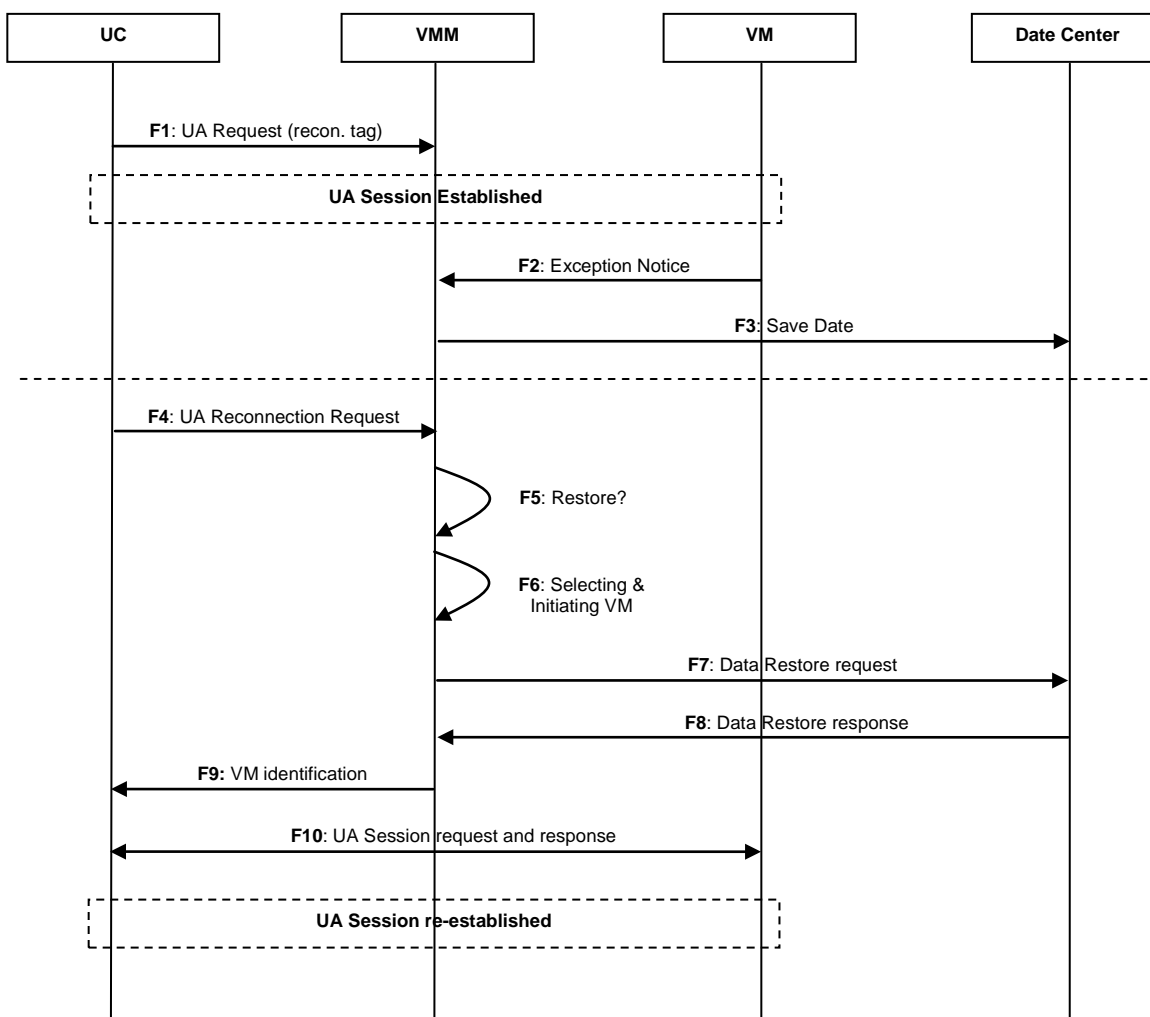 UC
VMM
VM
Date Center
F1: UA Request (recon. tag)
UA Session Established
F2: Exception Notice
F3: Save Date
F4: UA Reconnection Request
F5: Restore?
F6: Selecting &
Initiating VM
F7: Data Restore request
F8: Data Restore response
F9: VM identification
F10: UA Session request and response
UA Session re-established